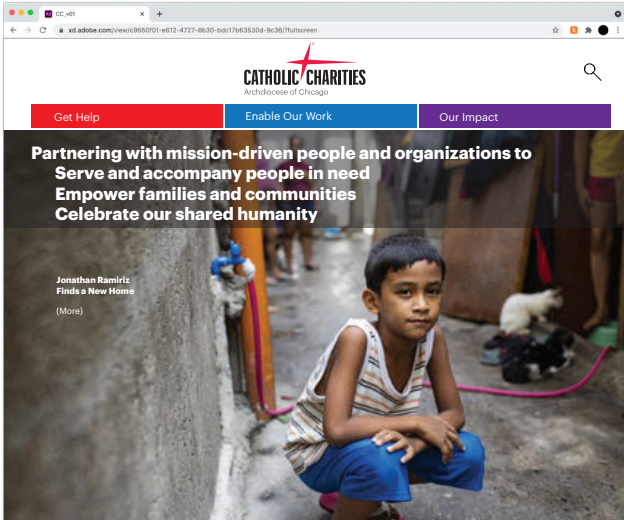 CC_v01
xd.adobe.com/view/c9650f01-e612-4727-8b30-bdc17b63530d-9c36/?fullscreen
CATHOLIC CHARITIES
Archdiocese of Chicago
Get Help
Enable Our Work
Our Impact
Partnering with mission-driven people and organizations to
Serve and accompany people in need
Empower families and communities
Celebrate our shared humanity
Jonathan Ramiriz
Finds a New Home
(More)